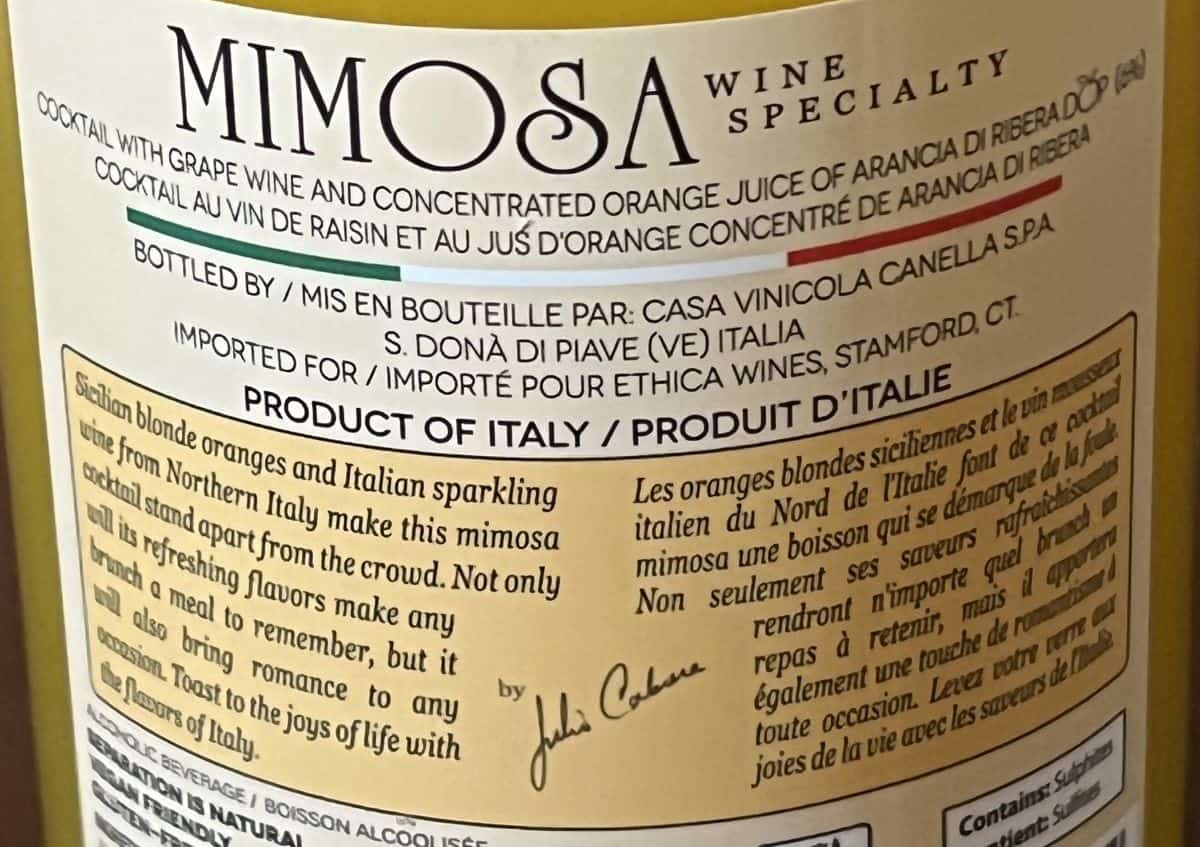 MIMOSA WINE SPECIALTY
COCKTAIL WITH GRAPE WINE AND CONCENTRATED ORANGE JUICE OF ARANCIA DI RIBERA DOP
COCKTAIL AU VIN DE RAISIN ET AU JUS D'ORANGE CONCENTRÉ DE ARANCIA DI RIBERA
BOTTLED BY / MIS EN BOUTEILLE PAR: CASA VINICOLA CANELLA S.P.A
S. DONÀ DI PIAVE (VE) ITALIA
IMPORTED FOR / IMPORTÉ POUR ETHICA WINES, STAMFORD, CT.
PRODUCT OF ITALY / PRODUIT D'ITALIE
Sicilian blonde oranges and Italian sparkling
wine from Northern Italy make this mimosa
cocktail stand apart from the crowd. Not only
will its refreshing flavors make any
brunch a meal to remember, but it
will also bring romance to any
occasion. Toast to the joys of life with
the flavors of Italy.
by
Les oranges blondes siciliennes et le vin mousseux
italien du Nord de l'Italie font de ce cocktail
mimosa une boisson qui se démarque de la foule.
Non seulement ses saveurs rafraîchissantes
rendront n'importe quel brunch un
repas à retenir, mais il apportera
également une touche de romantisme à
toute occasion. Levez votre verre aux
joies de la vie avec les saveurs de l'Italie.
ALCOHOLIC BEVERAGE / BOISSON ALCOOLISÉE
SEPARATION IS NATURAL
VEGAN FRIENDLY
Contains: Sulphites